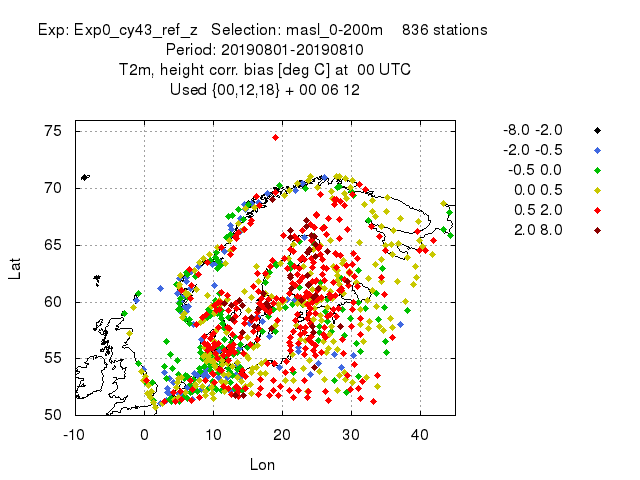 Exp: Exp0_cy43_ref_z Selection: masl_0-200m 836 stations
Period: 20190801-20190810
T2m, height corr. bias [deg C] at 00 UTC
Used {00,12,18} + 00 06 12
-8.0 -2.0
-2.0 -0.5
-0.5 0.0
0.0 0.5
0.5 2.0
2.0 8.0
75
70
65
60
55
50
Lat
-10 0 10 20 30 40
Lon